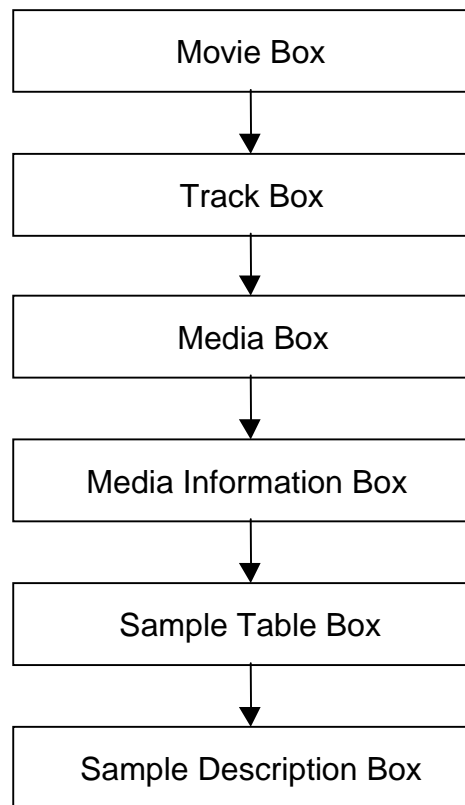 Movie Box
Track Box
Media Box
Media Information Box
Sample Table Box
Sample Description Box